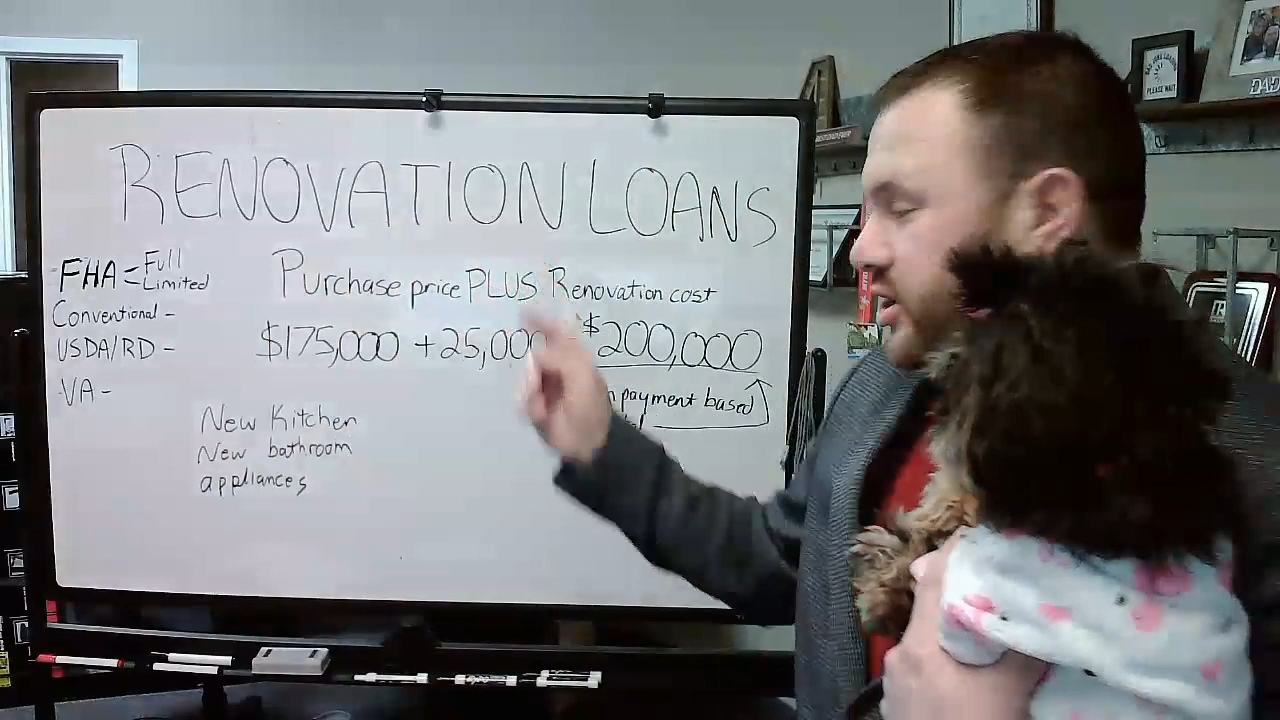 RENOVATION LOANS
FHA - Full
Limited
Conventional -
USDA/RD -
VA -
Purchase price PLUS Renovation cost
$175,000 + 25,000 $200,000
payment based
New Kitchen
New bathroom
appliances
PLEASE WAIT
DAD